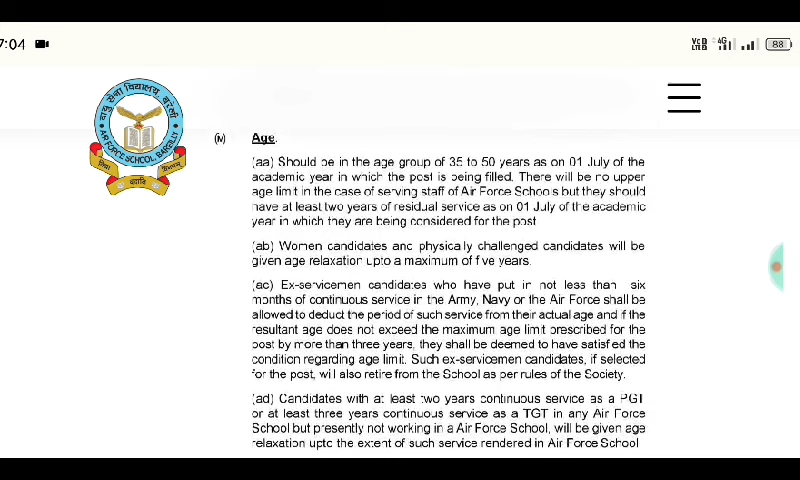 7:04
Vo LTE 4G 88
वायु सेना विद्यालय, बरेली
AIR FORCE SCHOOL BAREILLY
(iv) Age.
(aa) Should be in the age group of 35 to 50 years as on 01 July of the
academic year in which the post is being filled. There will be no upper
age limit in the case of serving staff of Air Force Schools but they should
have at least two years of residual service as on 01 July of the academic
year in which they are being considered for the post
(ab) Women candidates and physically challenged candidates will be
given age relaxation upto a maximum of five years.
(ac) Ex-servicemen candidates who have put in not less than six
months of continuous service in the Army, Navy or the Air Force shall be
allowed to deduct the period of such service from their actual age and if the
resultant age does not exceed the maximum age limit prescribed for the
post by more than three years, they shall be deemed to have satisfied the
condition regarding age limit. Such ex-servicemen candidates, if selected
for the post, will also retire from the School as per rules of the Society.
(ad) Candidates with at least two years continuous service as a PGT
or at least three years continuous service as a TGT in any Air Force
School but presently not working in a Air Force School, will be given age
relaxation upto the extent of such service rendered in Air Force School